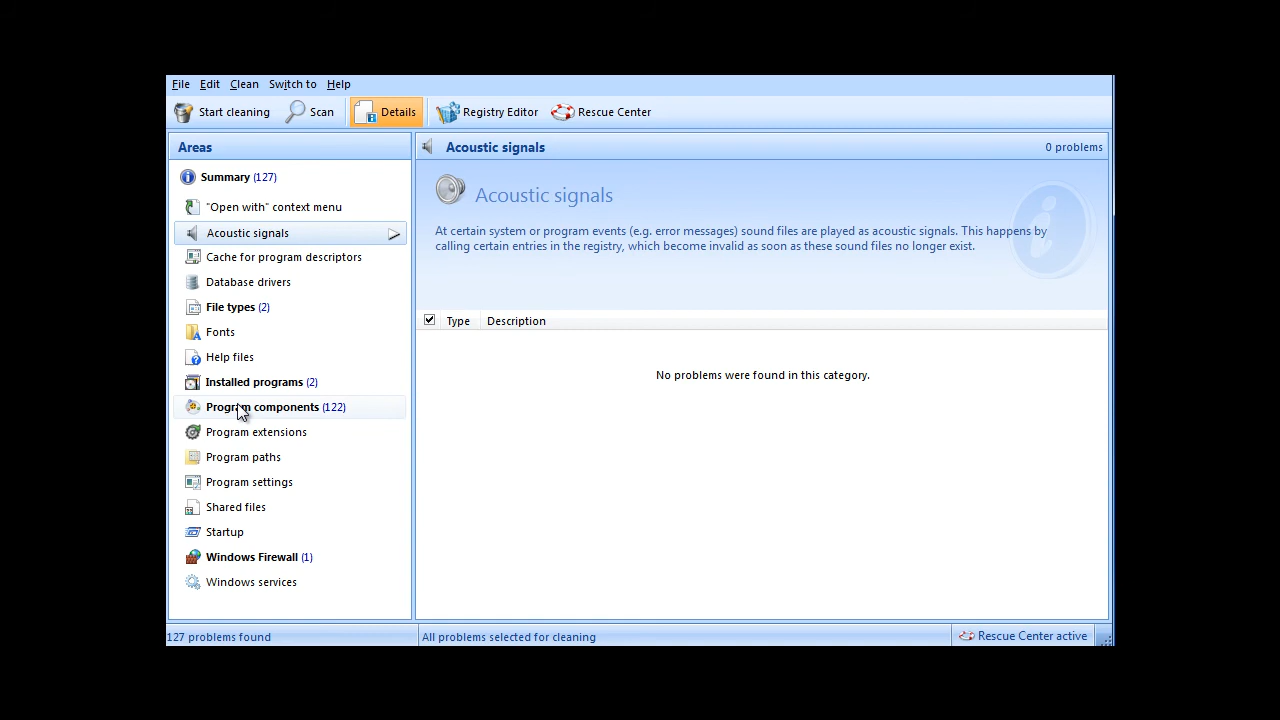 File Edit Clean Switch to Help
Start cleaning Scan Details Registry Editor Rescue Center
Areas
Summary (127)
"Open with" context menu
Acoustic signals
Cache for program descriptors
Database drivers
File types (2)
Fonts
Help files
Installed programs (2)
Program components (122)
Program extensions
Program paths
Program settings
Shared files
Startup
Windows Firewall (1)
Windows services
Acoustic signals 0 problems
Acoustic signals
At certain system or program events (e.g. error messages) sound files are played as acoustic signals. This happens by
calling certain entries in the registry, which become invalid as soon as these sound files no longer exist.
Type Description
No problems were found in this category.
127 problems found All problems selected for cleaning Rescue Center active